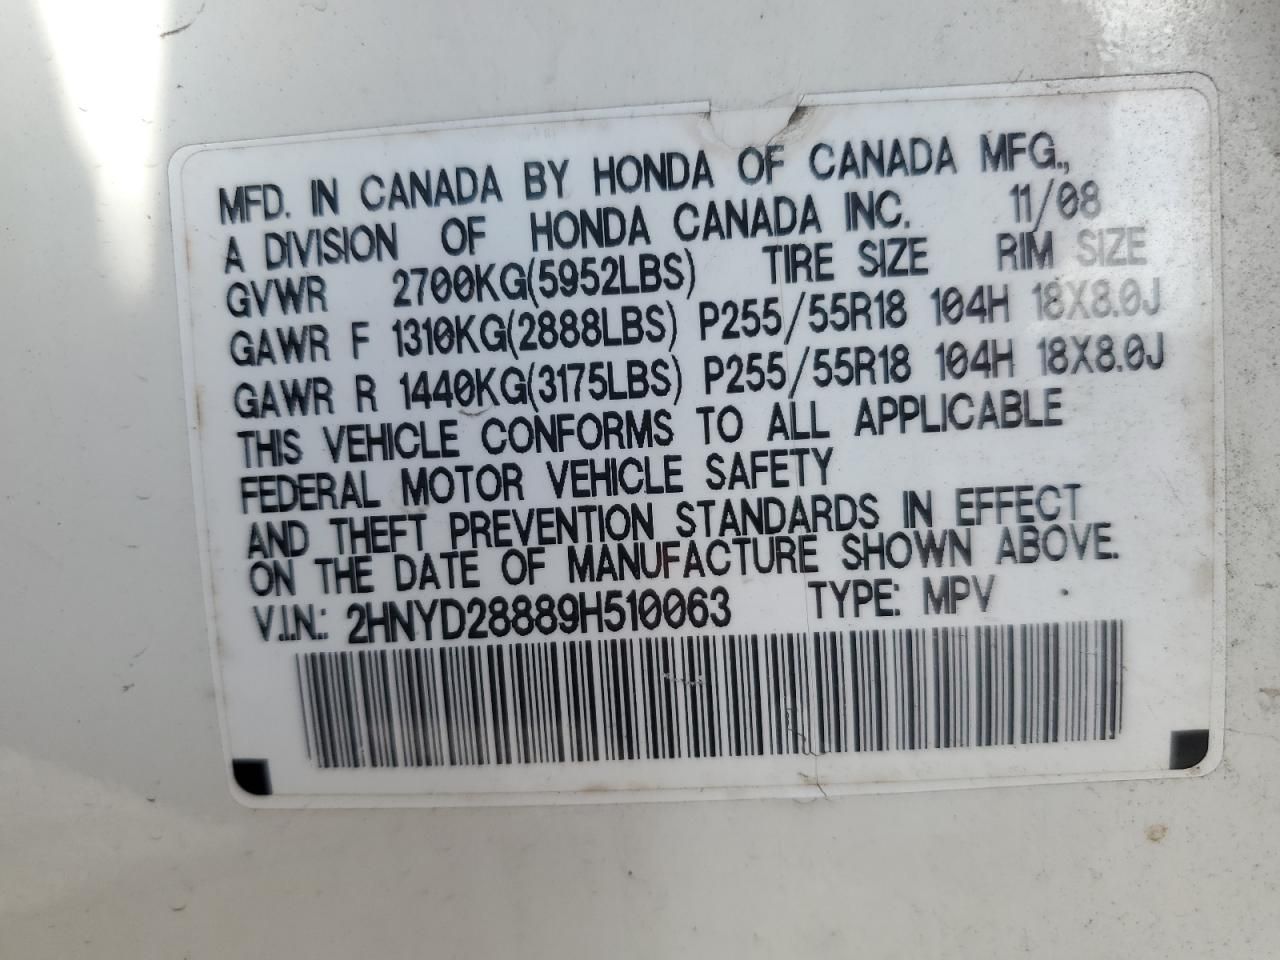 MFD. IN CANADA BY HONDA OF CANADA MFG.,
A DIVISION OF HONDA CANADA INC. 11/08
GVWR 2700KG(5952LBS) TIRE SIZE RIM SIZE
GAWR F 1310KG(2888LBS) P255/55R18 104H 18X8.0J
GAWR R 1440KG(3175LBS) P255/55R18 104H 18X8.0J
THIS VEHICLE CONFORMS TO ALL APPLICABLE
FEDERAL MOTOR VEHICLE SAFETY
AND THEFT PREVENTION STANDARDS IN EFFECT
ON THE DATE OF MANUFACTURE SHOWN ABOVE.
V.I.N.: 2HNYD28889H510063 TYPE: MPV